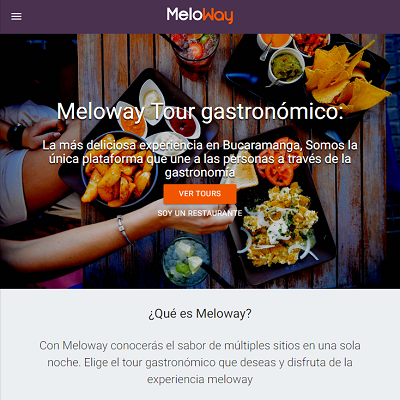 MeloWay
Meloway Tour gastronómico:
La más deliciosa experiencia en Bucaramanga, Somos la
única plataforma que une a las personas a través de la
gastronomía
VER TOURS
SOY UN RESTAURANTE
¿Qué es Meloway?
Con Meloway conocerás el sabor de múltiples sitios en una sola
noche. Elige el tour gastronómico que deseas y disfruta de la
experiencia meloway